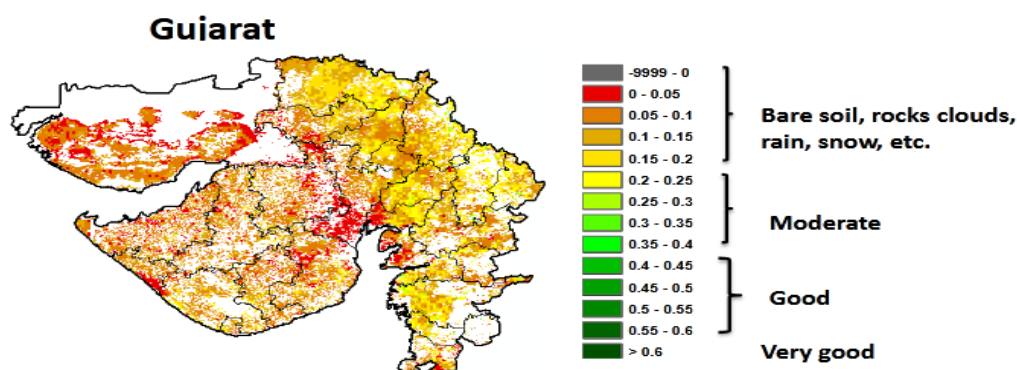 Gujarat
-9999 - 0
0 - 0.05
0.05 - 0.1
0.1 - 0.15
0.15 - 0.2
0.2 - 0.25
0.25 - 0.3
0.3 - 0.35
0.35 - 0.4
0.4 - 0.45
0.45 - 0.5
0.5 - 0.55
0.55 - 0.6
> 0.6
Bare soil, rocks clouds,
rain, snow, etc.
Moderate
Good
Very good